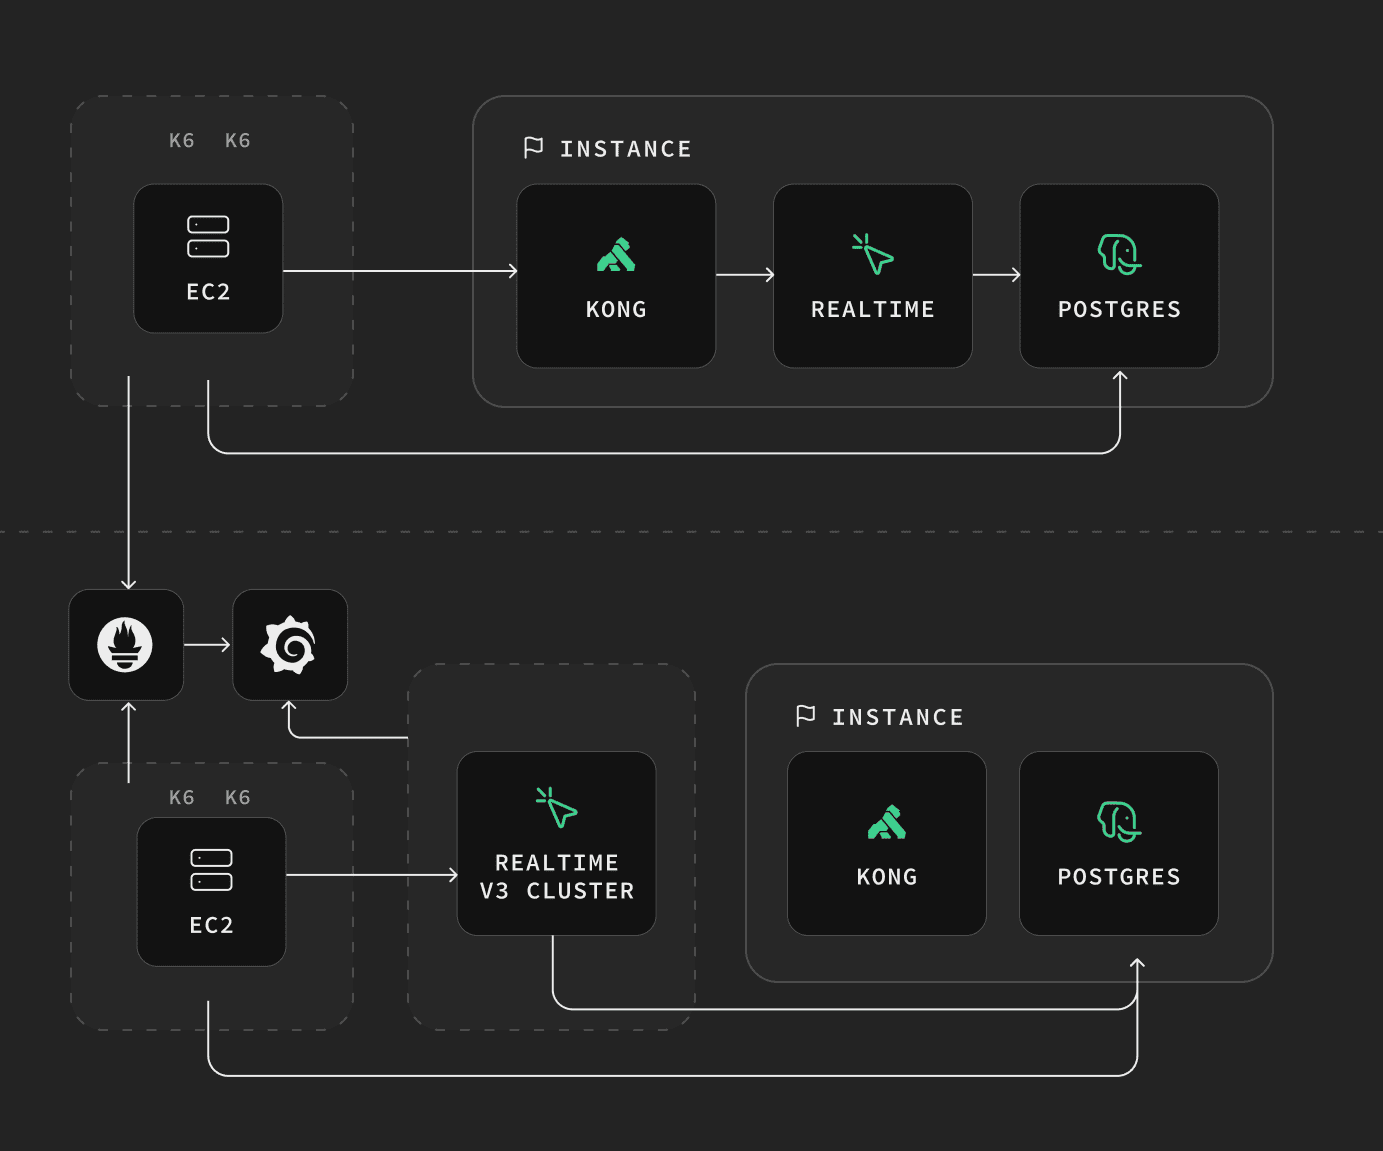 K6 K6
EC2
INSTANCE
KONG
REALTIME
POSTGRES
K6 K6
EC2
REALTIME
V3 CLUSTER
INSTANCE
KONG
POSTGRES